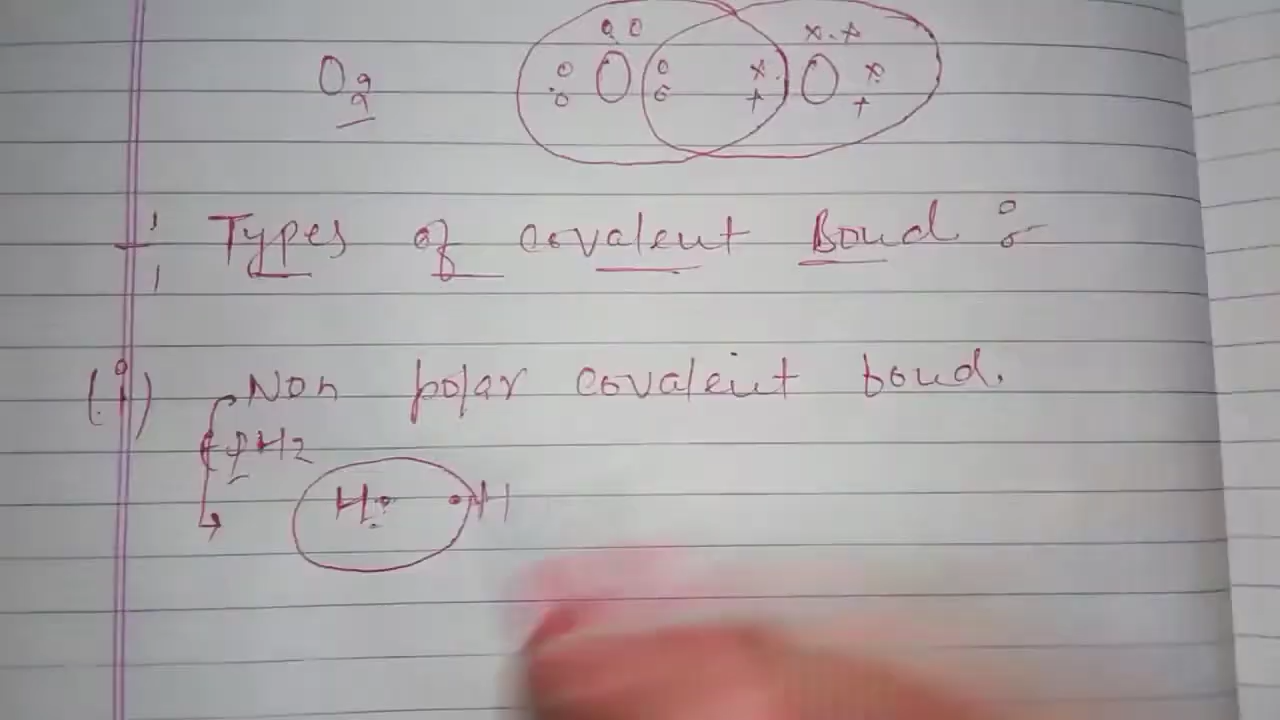 O2 O O
Types of covalent Bond :-
(i) Non polar covalent bond.
H2
H. .H